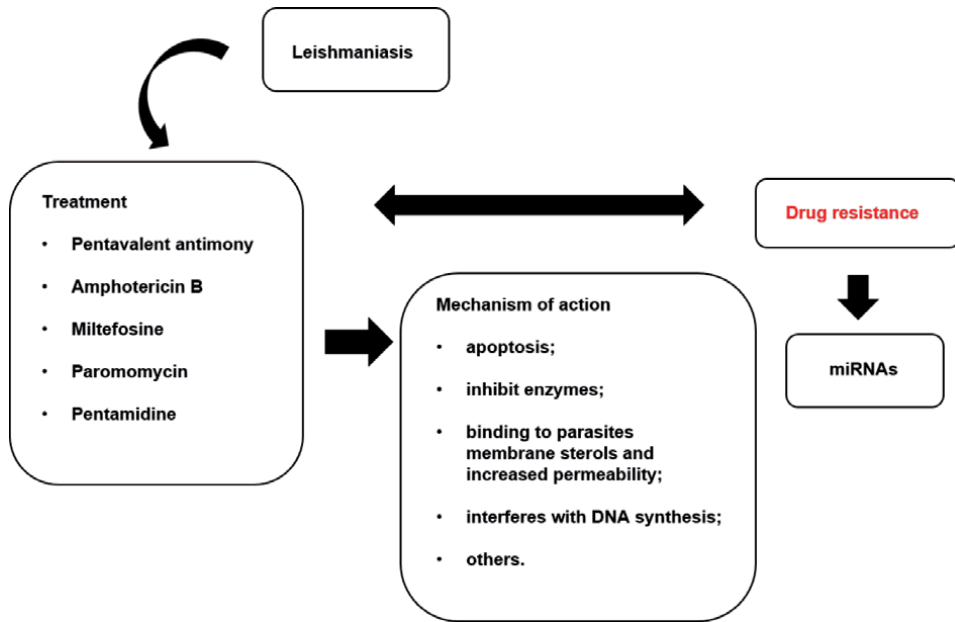 Leishmaniasis
Treatment
• Pentavalent antimony
• Amphotericin B
• Miltefosine
• Paromomycin
• Pentamidine
Drug resistance
Mechanism of action
• apoptosis;
• inhibit enzymes;
• binding to parasites
membrane sterols and
increased permeability;
• interferes with DNA synthesis;
• others.
miRNAs